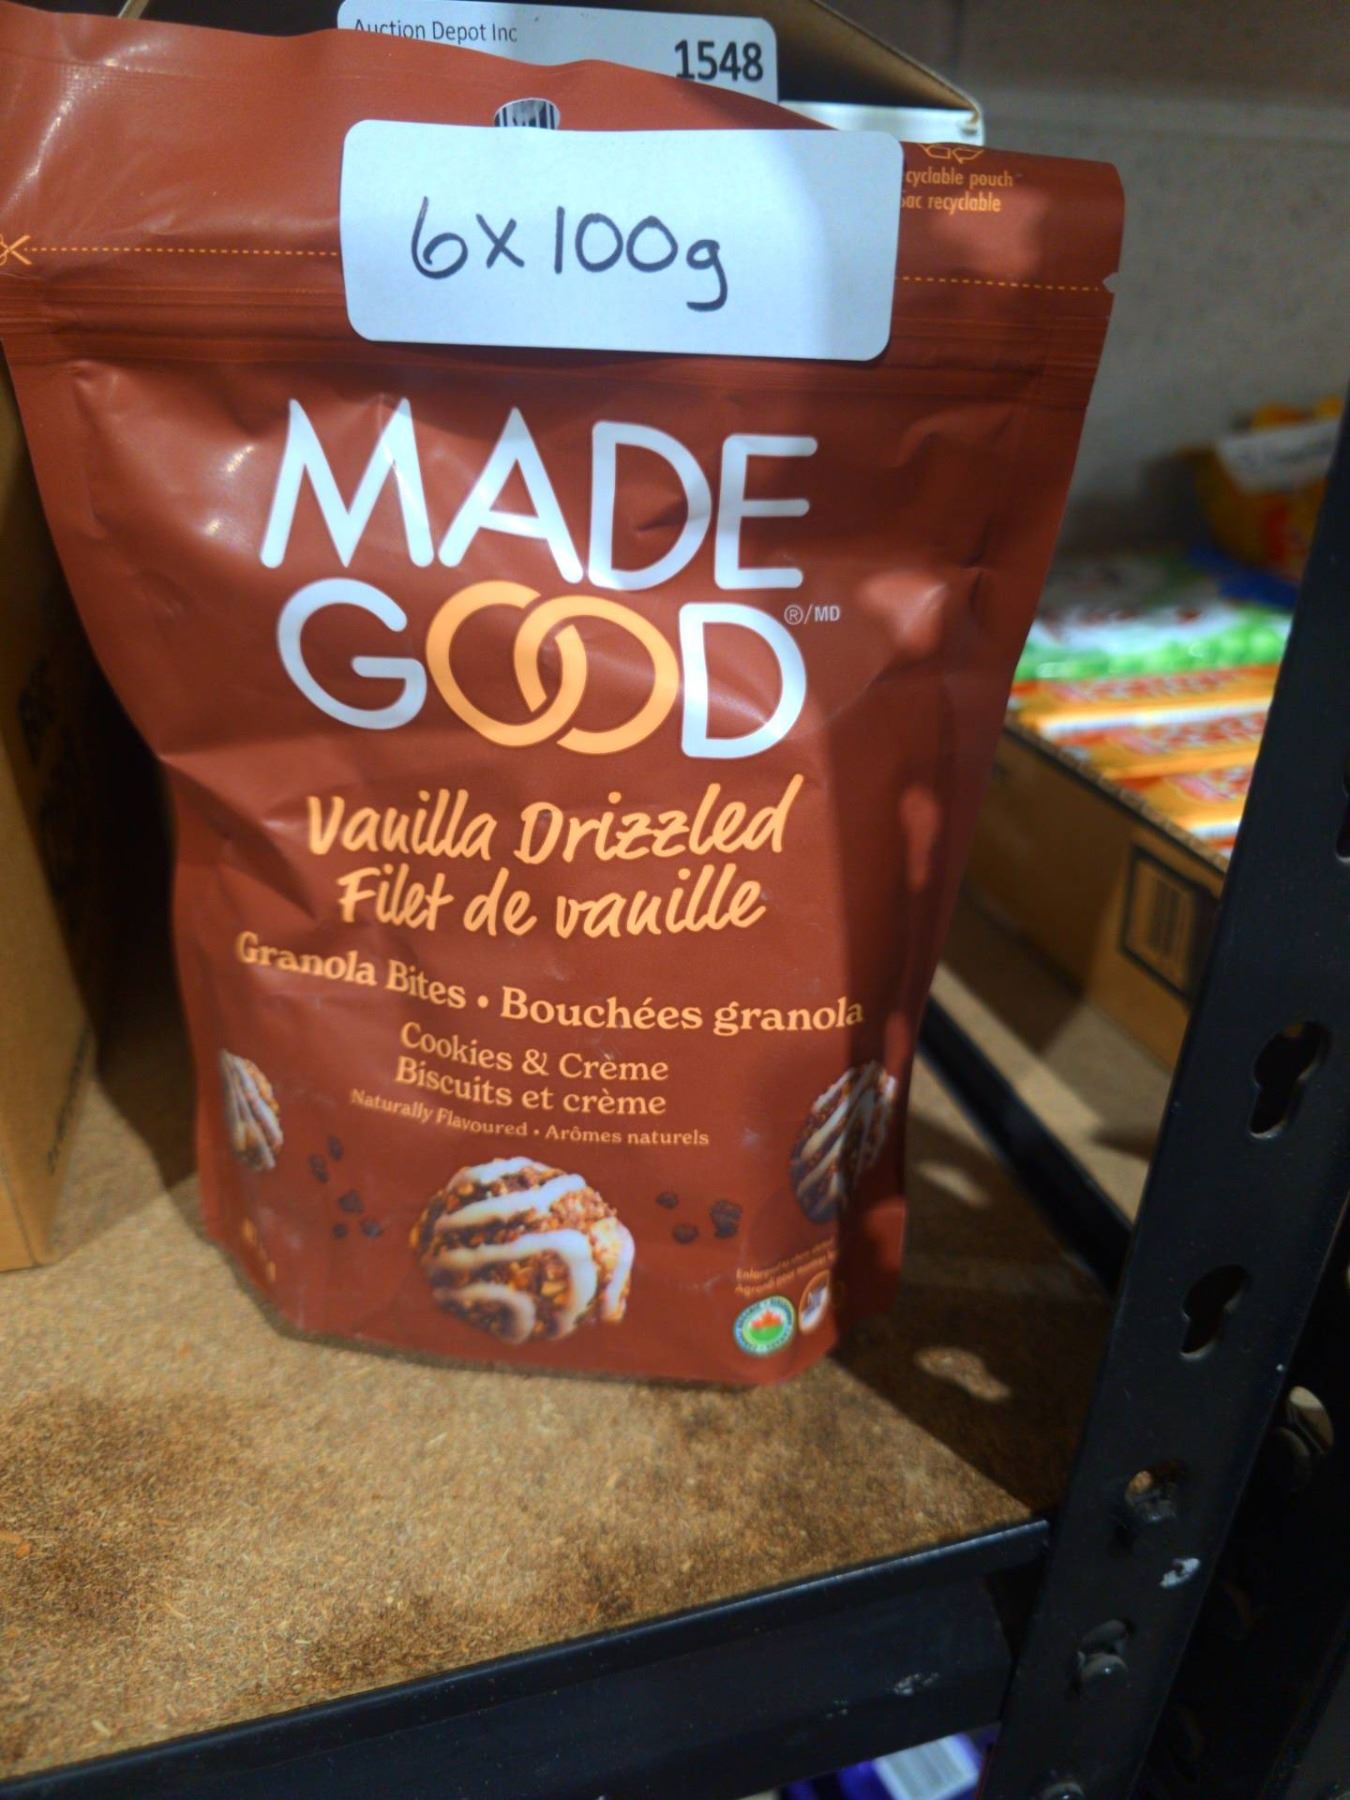 Auction Depot Inc
1548
6x100g
cyclable pouch
sac recyclable
MADE
GOOD
®/MD
Vanilla Drizzled
Filet de vanille
Granola Bites • Bouchées granola
Cookies & Crème
Biscuits et crème
Naturally Flavoured • Arômes naturels